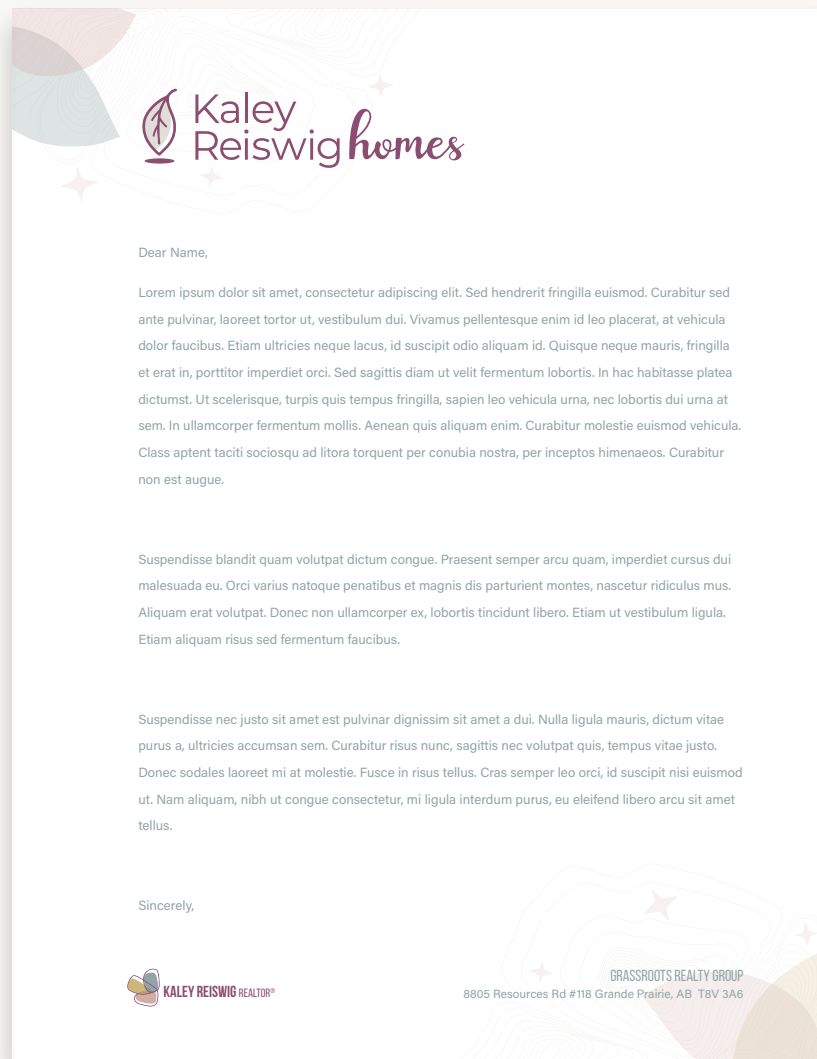 Kaley
Reiswig homes
Dear Name,
Lorem ipsum dolor sit amet, consectetur adipiscing elit. Sed hendrerit fringilla euismod. Curabitur sed
ante pulvinar, laoreet tortor ut, vestibulum dui. Vivamus pellentesque enim id leo placerat, at vehicula
dolor faucibus. Etiam ultricies neque lacus, id suscipit odio aliquam id. Quisque neque mauris, fringilla
et erat in, porttitor imperdiet orci. Sed sagittis diam ut velit fermentum lobortis. In hac habitasse platea
dictumst. Ut scelerisque, turpis quis tempus fringilla, sapien leo vehicula urna, nec lobortis dui urna at
sem. In ullamcorper fermentum mollis. Aenean quis aliquam enim. Curabitur molestie euismod vehicula.
Class aptent taciti sociosqu ad litora torquent per conubia nostra, per inceptos himenaeos. Curabitur
non est augue.
Suspendisse blandit quam volutpat dictum congue. Praesent semper arcu quam, imperdiet cursus dui
malesuada eu. Orci varius natoque penatibus et magnis dis parturient montes, nascetur ridiculus mus.
Aliquam erat volutpat. Donec non ullamcorper ex, lobortis tincidunt libero. Etiam ut vestibulum ligula.
Etiam aliquam risus sed fermentum faucibus.
Suspendisse nec justo sit amet est pulvinar dignissim sit amet a dui. Nulla ligula mauris, dictum vitae
purus a, ultricies accumsan sem. Curabitur risus nunc, sagittis nec volutpat quis, tempus vitae justo.
Donec sodales laoreet mi at molestie. Fusce in risus tellus. Cras semper leo orci, id suscipit nisi euismod
ut. Nam aliquam, nibh ut congue consectetur, mi ligula interdum purus, eu eleifend libero arcu sit amet
tellus.
Sincerely,
KALEY REISWIG REALTOR®
GRASSROOTS REALTY GROUP
8805 Resources Rd #118 Grande Prairie, AB T8V 3A6